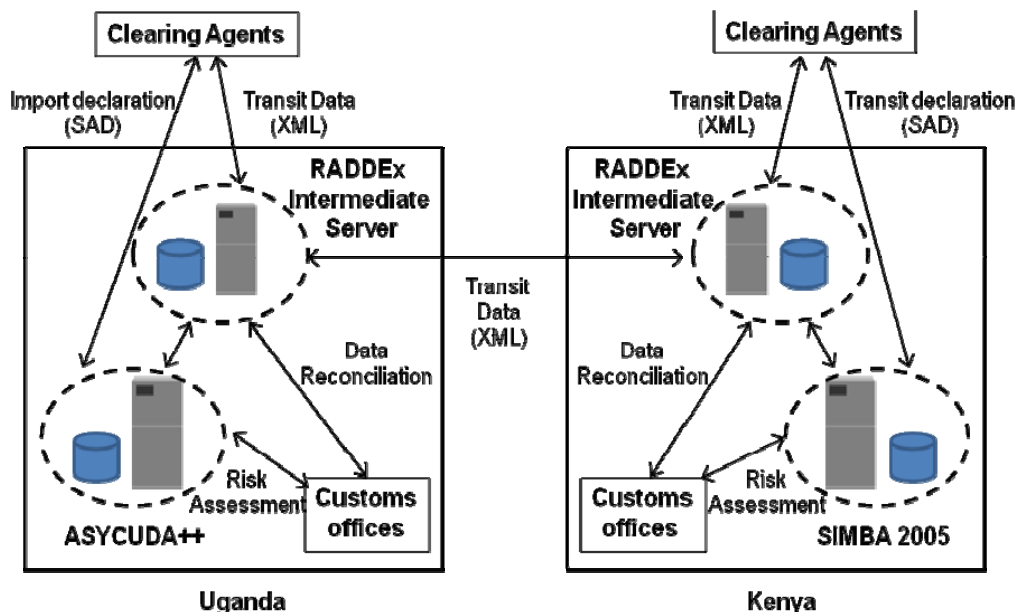 Clearing Agents
Clearing Agents
Import declaration
(SAD)
Transit Data
(XML)
Transit Data
(XML)
Transit declaration
(SAD)
RADDEx
Intermediate
Server
RADDEx
Intermediate
Server
Transit
Data
(XML)
Data
Reconciliation
Data
Reconciliation
Risk
Assessment
Customs
offices
Customs
offices
Risk
Assessment
ASYCUDA++
SIMBA 2005
Uganda
Kenya